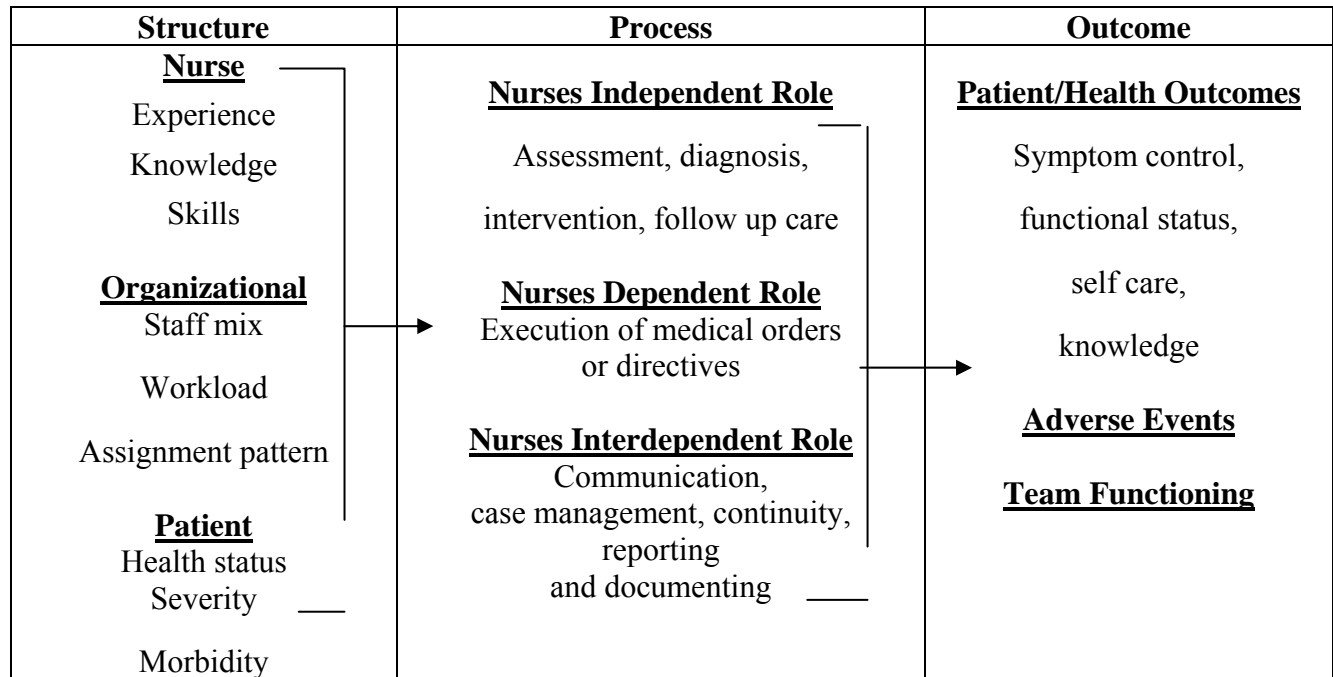 Structure
Process
Outcome
Nurse
Experience
Knowledge
Skills
Organizational
Staff mix
Workload
Assignment pattern
Patient
Health status
Severity
Morbidity
Nurses Independent Role
Assessment, diagnosis,
intervention, follow up care
Nurses Dependent Role
Execution of medical orders
or directives
Nurses Interdependent Role
Communication,
case management, continuity,
reporting
and documenting
Patient/Health Outcomes
Symptom control,
functional status,
self care,
knowledge
Adverse Events
Team Functioning